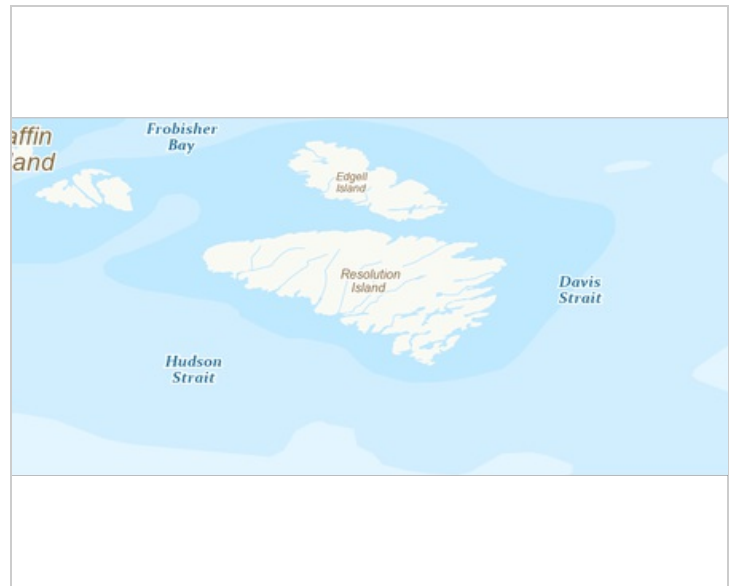 Frobisher
Bay
affin
land
Edgell
Island
Resolution
Island
Davis
Strait
Hudson
Strait